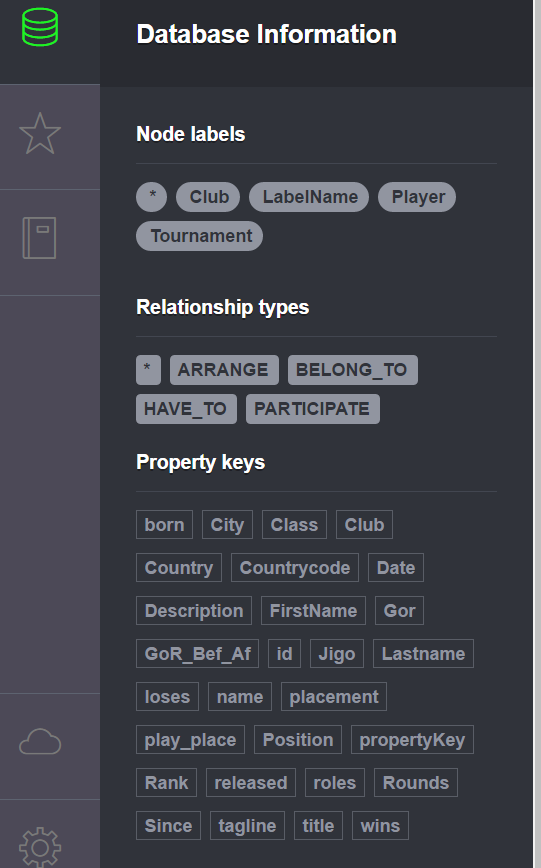 Database Information
Node labels
* Club LabelName Player
Tournament
Relationship types
* ARRANGE BELONG_TO
HAVE_TO PARTICIPATE
Property keys
born City Class Club
Country Countrycode Date
Description FirstName Gor
GoR_Bef_Af id Jigo Lastname
loses name placement
play_place Position propertyKey
Rank released roles Rounds
Since tagline title wins